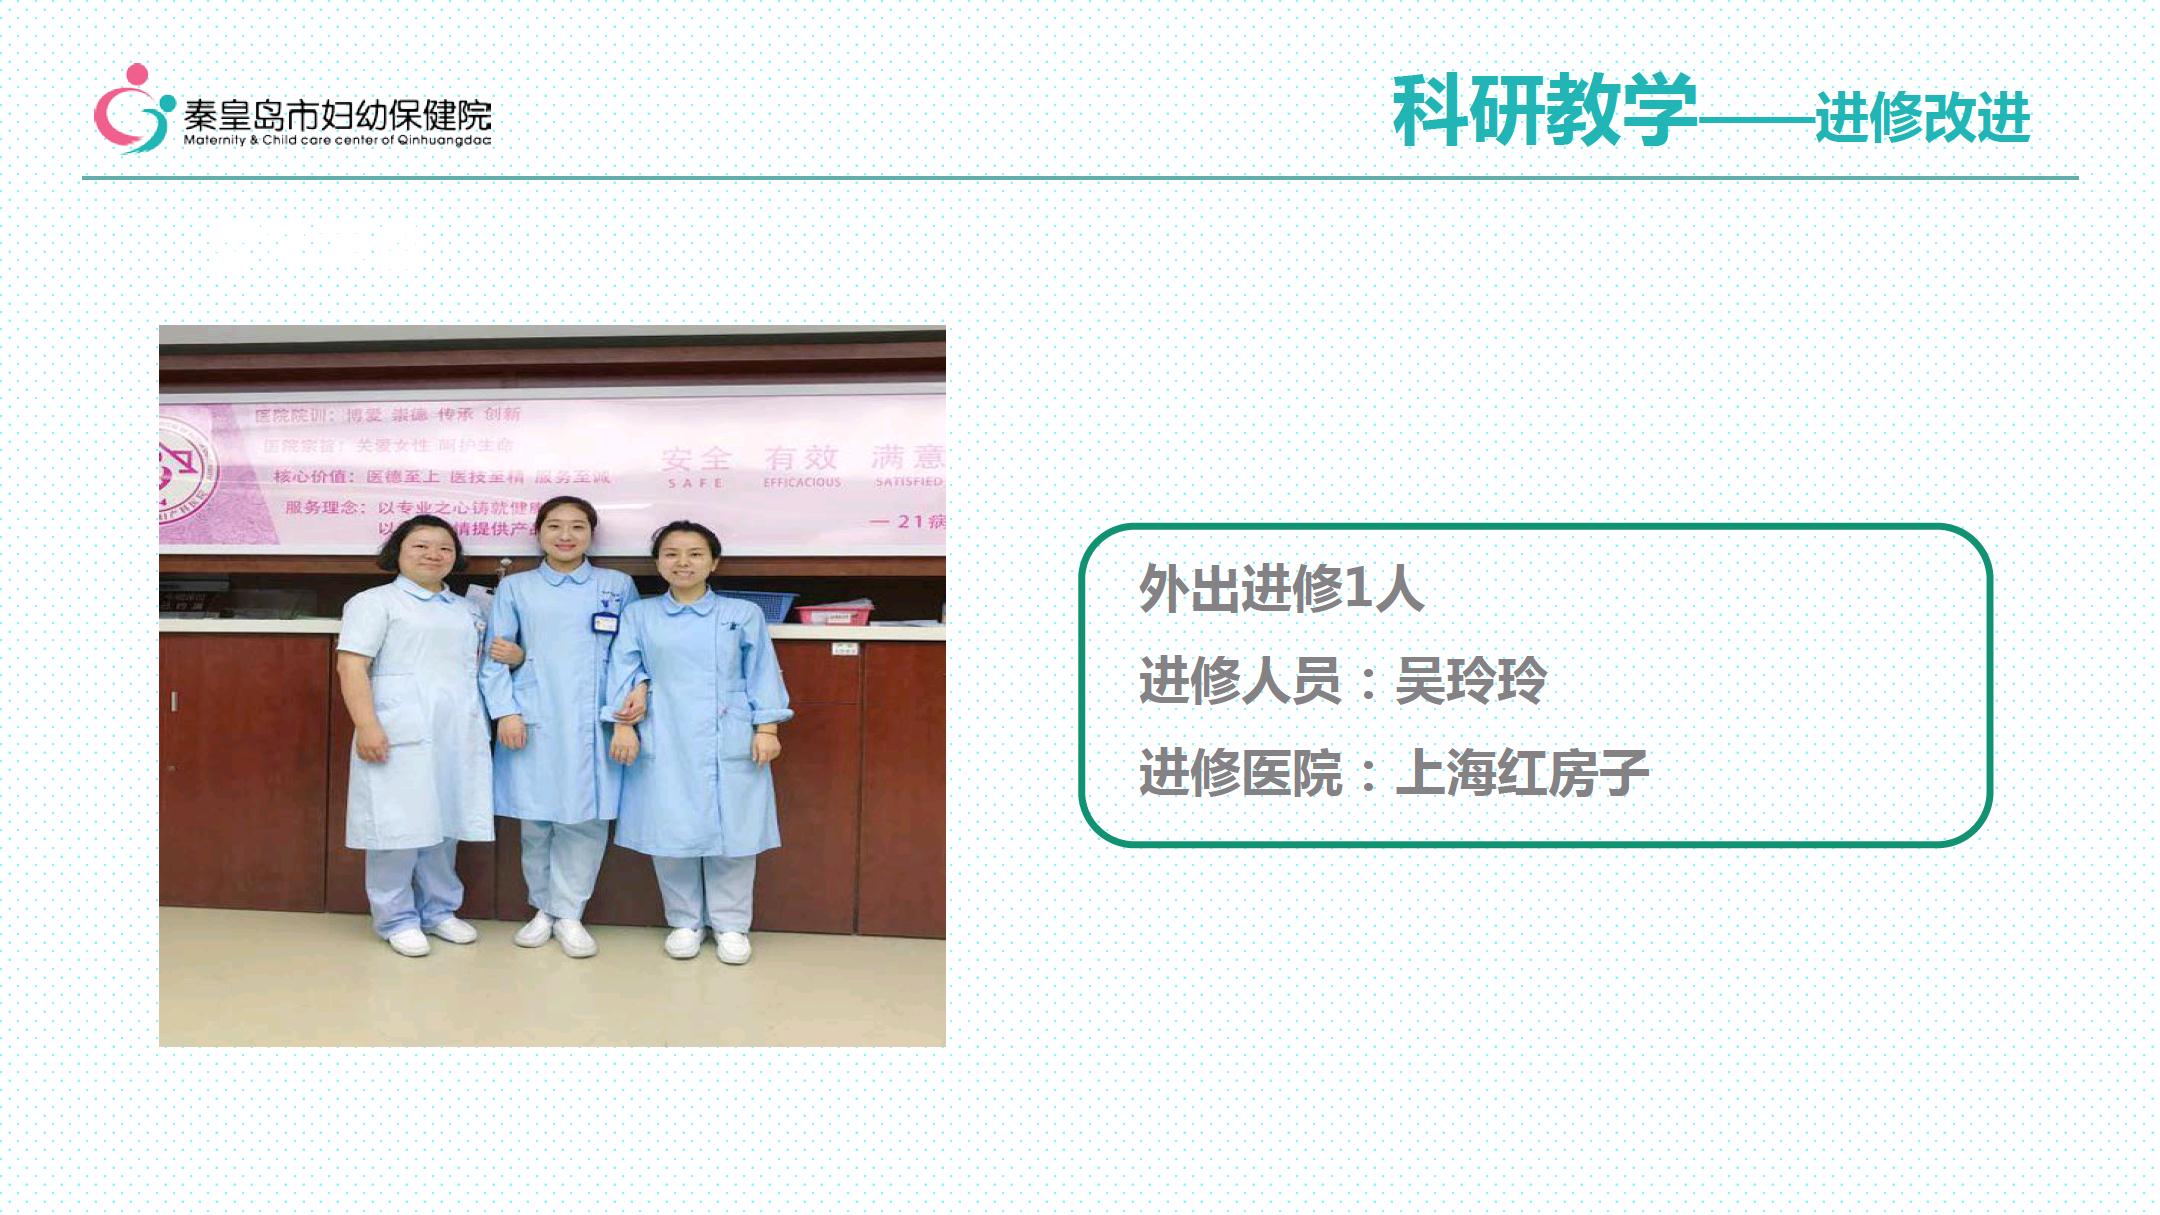 秦皇岛市妇幼保健院
Maternity & Child care center of Qinhuangdao
科研教学——进修改进
医院院训：博爱 崇德 传承 创新
医院宗旨：关爱女性 呵护生命
核心价值：医德至上 医技至精 服务至诚
服务理念：以专业之心铸就健康
以 情提供产
安全 有效 满意
SAFE EFFICACIOUS SATISFIED
— 21病
外出进修1人
进修人员：吴玲玲
进修医院：上海红房子